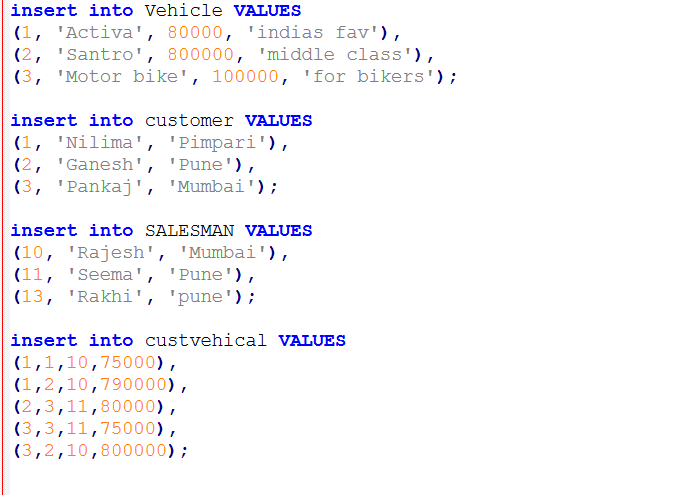 insert into Vehicle VALUES
(1, 'Activa', 80000, 'indias fav'),
(2, 'Santro', 800000, 'middle class'),
(3, 'Motor bike', 100000, 'for bikers');
insert into customer VALUES
(1, 'Nilima', 'Pimpari'),
(2, 'Ganesh', 'Pune'),
(3, 'Pankaj', 'Mumbai');
insert into SALESMAN VALUES
(10, 'Rajesh', 'Mumbai'),
(11, 'Seema', 'Pune'),
(13, 'Rakhi', 'pune');
insert into custvehical VALUES
(1,1,10,75000),
(1,2,10,790000),
(2,3,11,80000),
(3,3,11,75000),
(3,2,10,800000);